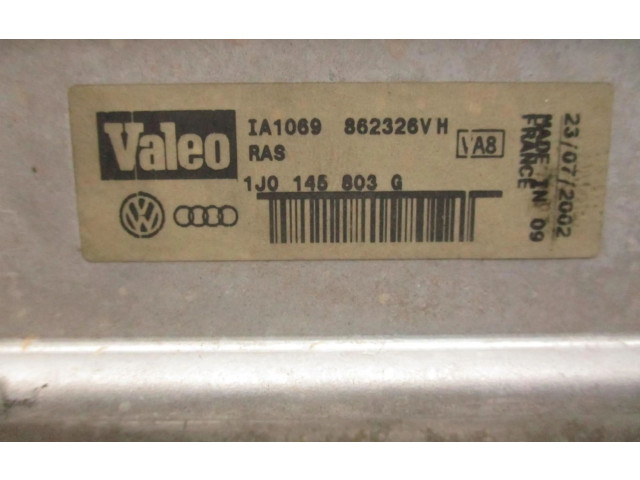 Valeo
IA1069 862326V H
RAS
VA8
1J0 145 803 G
23/07/2002
MADE IN 09
FRANCE